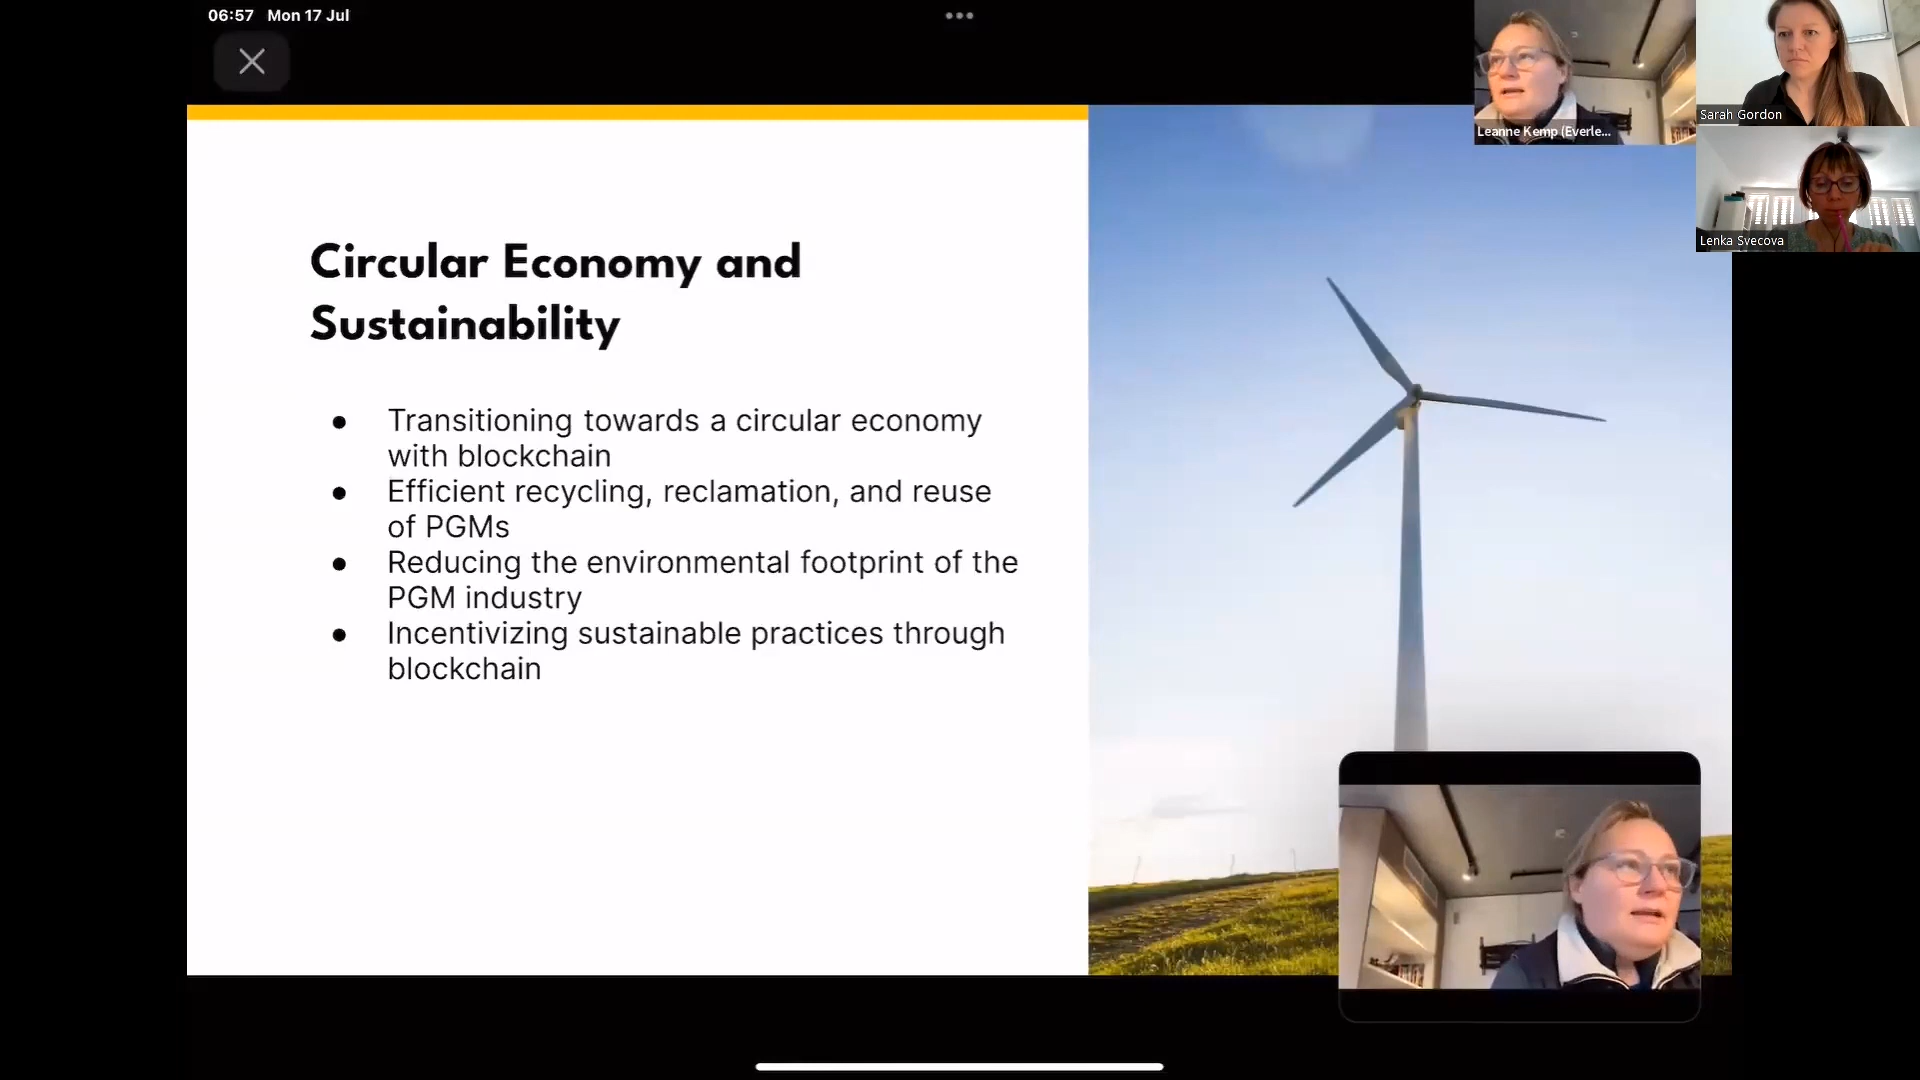 06:57 Mon 17 Jul
Leanne Kemp (Everle...
Sarah Gordon
Lenka Svecova
Circular Economy and
Sustainability
● Transitioning towards a circular economy
with blockchain
● Efficient recycling, reclamation, and reuse
of PGMs
● Reducing the environmental footprint of the
PGM industry
● Incentivizing sustainable practices through
blockchain